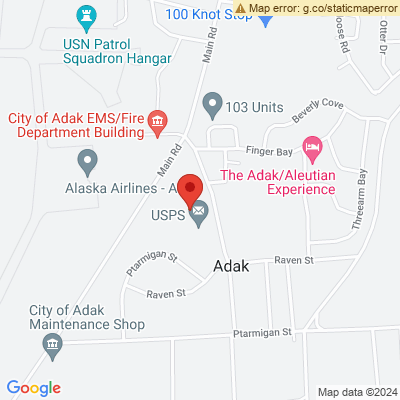 100 Knot Stop
Map error: g.co/staticmaperror
USN Patrol
Squadron Hangar
Main Rd
oose Rd
Otter Dr
103 Units
Beverly Cove
City of Adak EMS/Fire
Department Building
Main Rd
Finger Bay
Alaska Airlines - A
The Adak/Aleutian
Experience
Threearm Bay
USPS
Ptarmigan St
Adak
Raven St
Raven St
City of Adak
Maintenance Shop
Ptarmigan St
Google
Map data ©2024